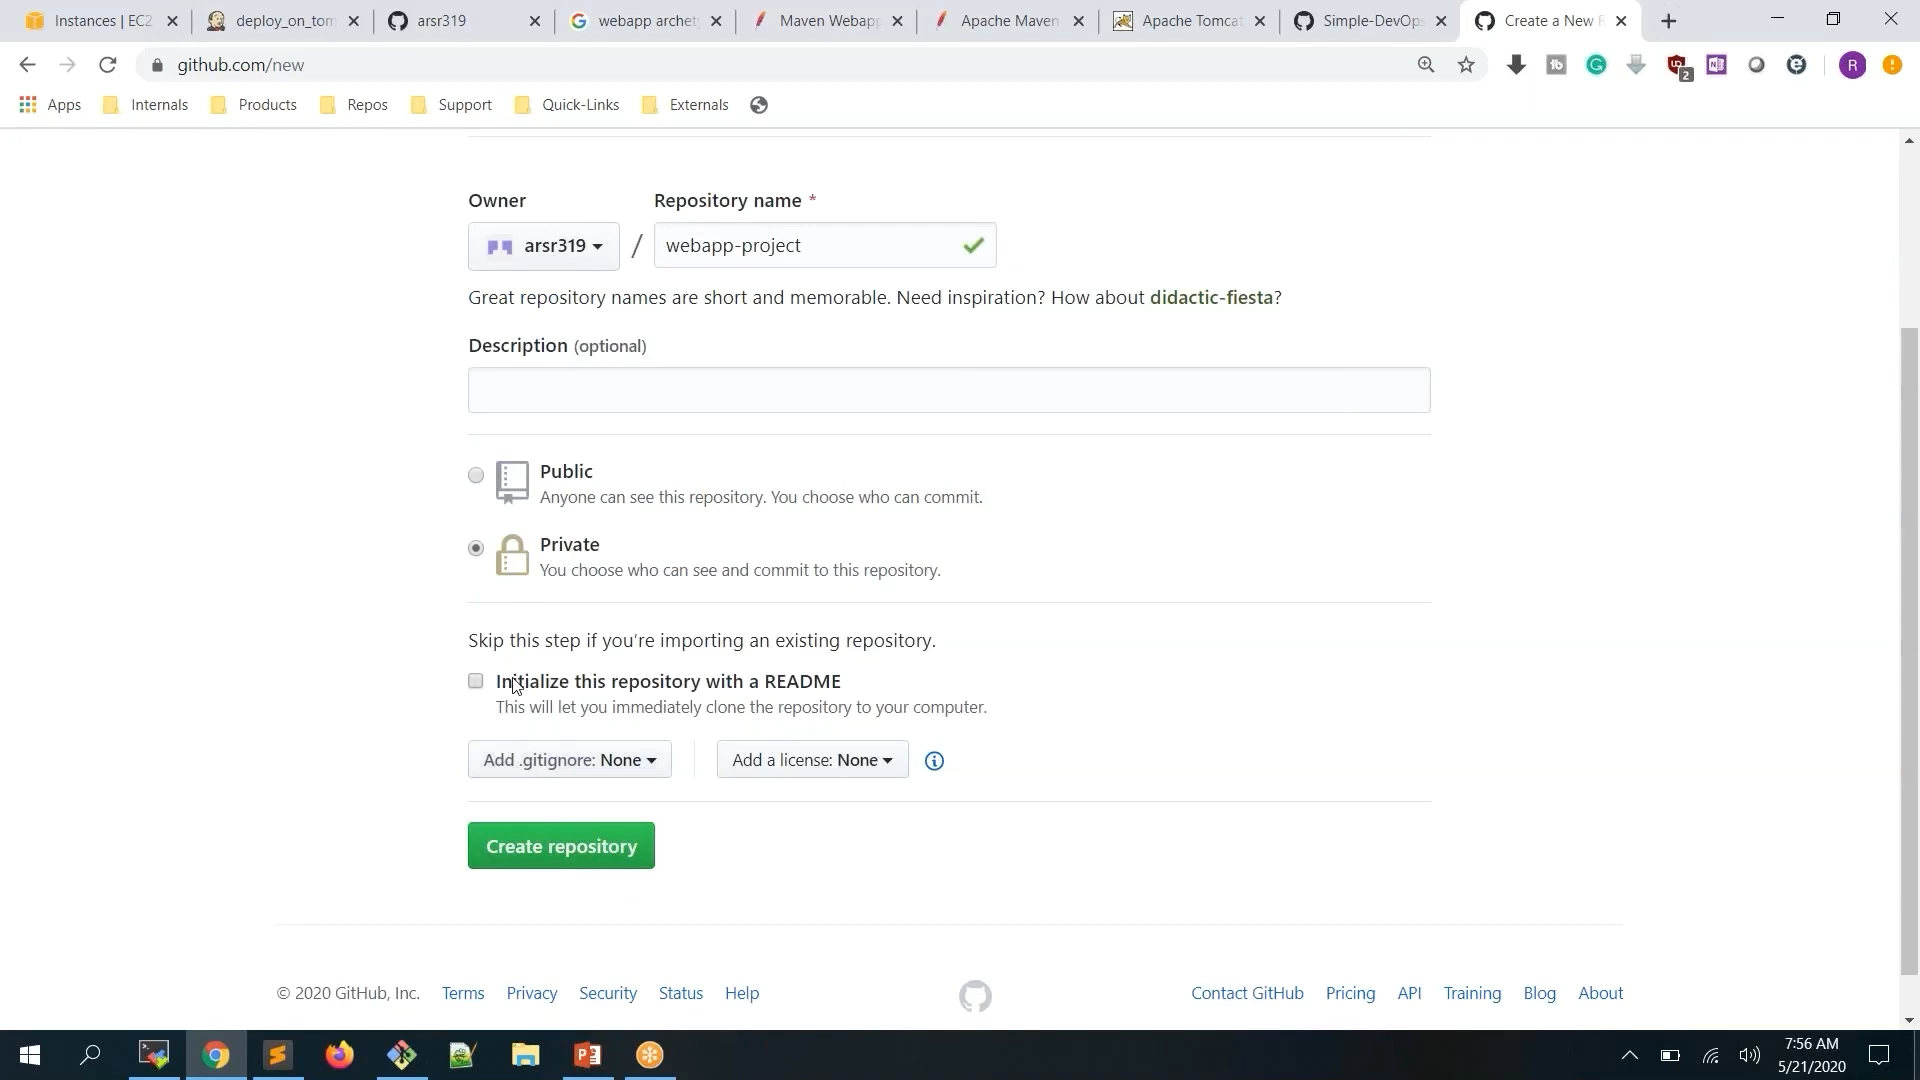 Instances | EC2
deploy_on_tom
arsr319
webapp archet
Maven Webapp
Apache Maven
Apache Tomcat
Simple-DevOps
Create a New R
github.com/new
2
R
Apps
Internals
Products
Repos
Support
Quick-Links
Externals
Owner
Repository name *
arsr319
/
webapp-project
Great repository names are short and memorable. Need inspiration? How about didactic-fiesta?
Description (optional)
Public
Anyone can see this repository. You choose who can commit.
Private
You choose who can see and commit to this repository.
Skip this step if you're importing an existing repository.
Initialize this repository with a README
This will let you immediately clone the repository to your computer.
Add .gitignore: None
Add a license: None
Create repository
© 2020 GitHub, Inc.
Terms
Privacy
Security
Status
Help
Contact GitHub
Pricing
API
Training
Blog
About
7:56 AM
5/21/2020